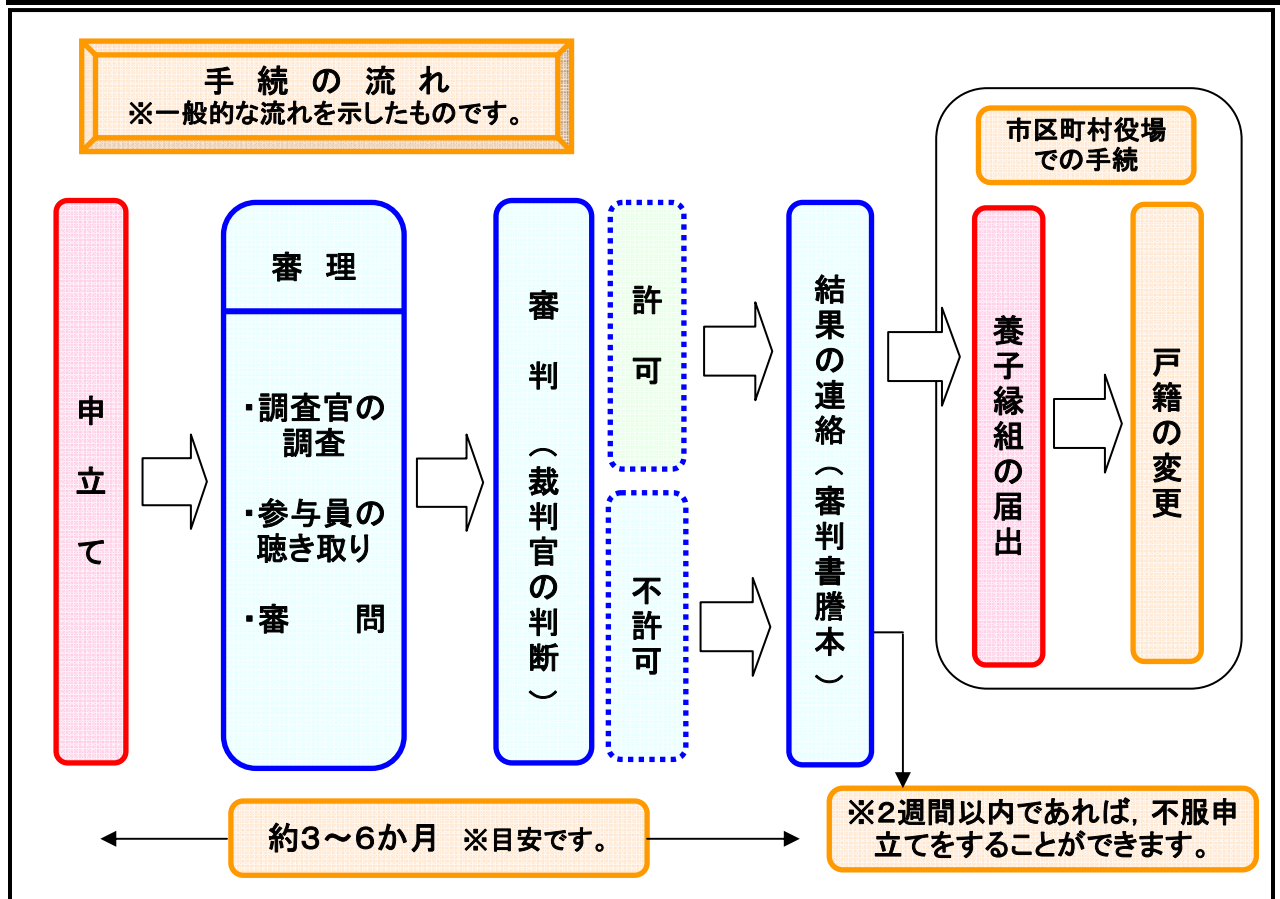 手 続 の 流 れ
※一般的な流れを示したものです。
申立て
審 理
・調査官の
調査
・参与員の
聴き取り
・審 問
審 判 （裁判官の判断）
許 可
不許可
結果の連絡（審判書謄本）
市区町村役場
での手続
養子縁組の届出
戸籍の変更
約３～６か月 ※目安です。
※２週間以内であれば，不服申
立てをすることができます。